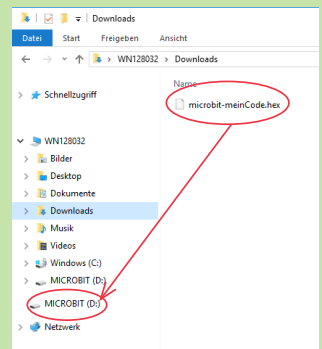 Downloads
Datei Start Freigeben Ansicht
WN128032 > Downloads
Name
Schnellzugriff
microbit-meinCode.hex
WN128032
Bilder
Desktop
Dokumente
Downloads
Musik
Videos
Windows (C:)
MICROBIT (D:)
MICROBIT (D:)
Netzwerk